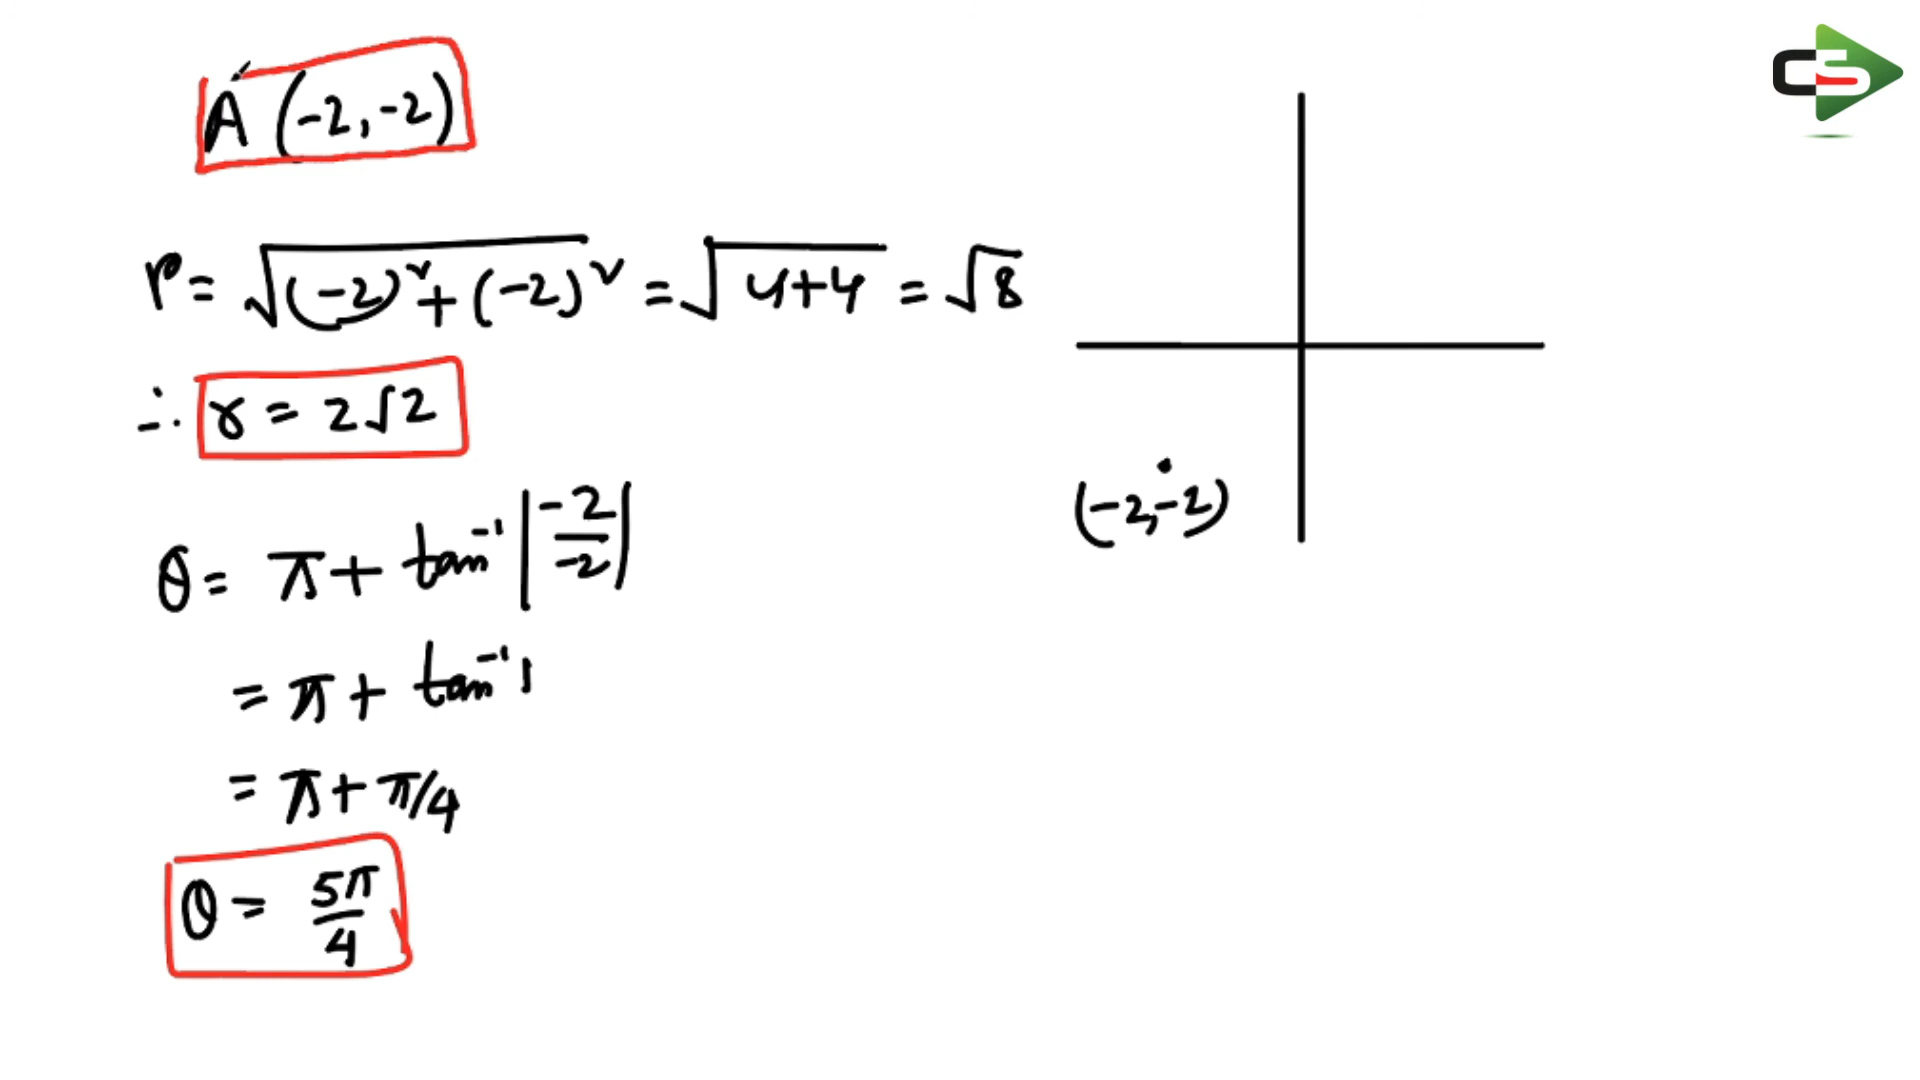 A (-2, -2)
r = √((-2)² + (-2)²) = √(4+4) = √8
∴ r = 2√2
θ = π + tan⁻¹ |-2/-2|
= π + tan⁻¹ 1
= π + π/4
θ = 5π/4
(-2, -2)
CS